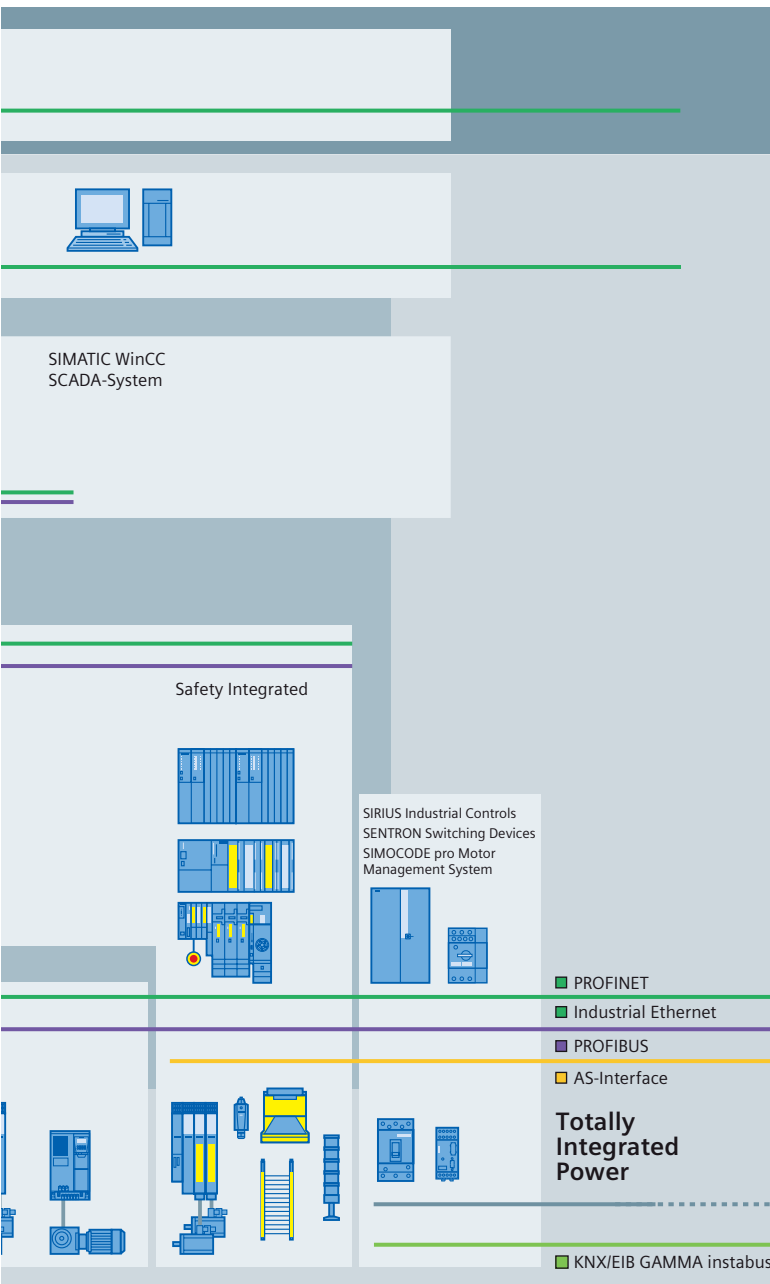 SIMATIC WinCC
SCADA-System
Safety Integrated
SIRIUS Industrial Controls
SENTRON Switching Devices
SIMOCODE pro Motor
Management System
PROFINET
Industrial Ethernet
PROFIBUS
AS-Interface
Totally
Integrated
Power
KNX/EIB GAMMA instabus